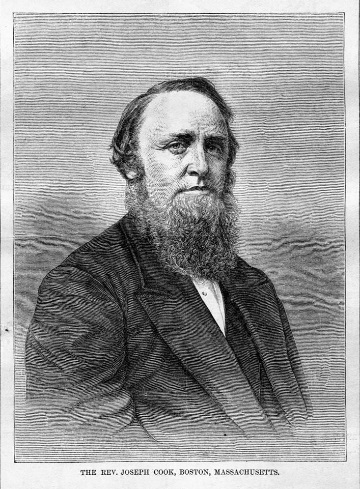 THE REV. JOSEPH COOK, BOSTON, MASSACHUSETTS.